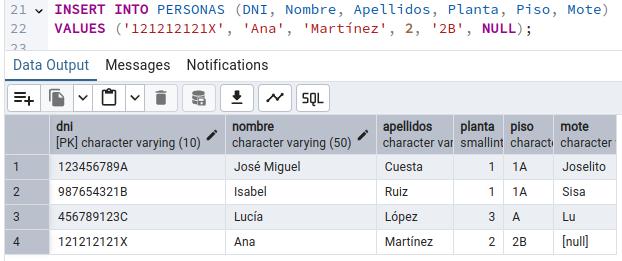 21 INSERT INTO PERSONAS (DNI, Nombre, Apellidos, Planta, Piso, Mote)
22 VALUES ('121212121X', 'Ana', 'Martínez', 2, '2B', NULL);
23
Data Output Messages Notifications
SQL
dni nombre apellidos planta piso mote
[PK] character varying (10) character varying (50) character var smallint charact character
1 123456789A José Miguel Cuesta 1 1A Joselito
2 987654321B Isabel Ruiz 1 1A Sisa
3 456789123C Lucía López 3 A Lu
4 121212121X Ana Martínez 2 2B [null]